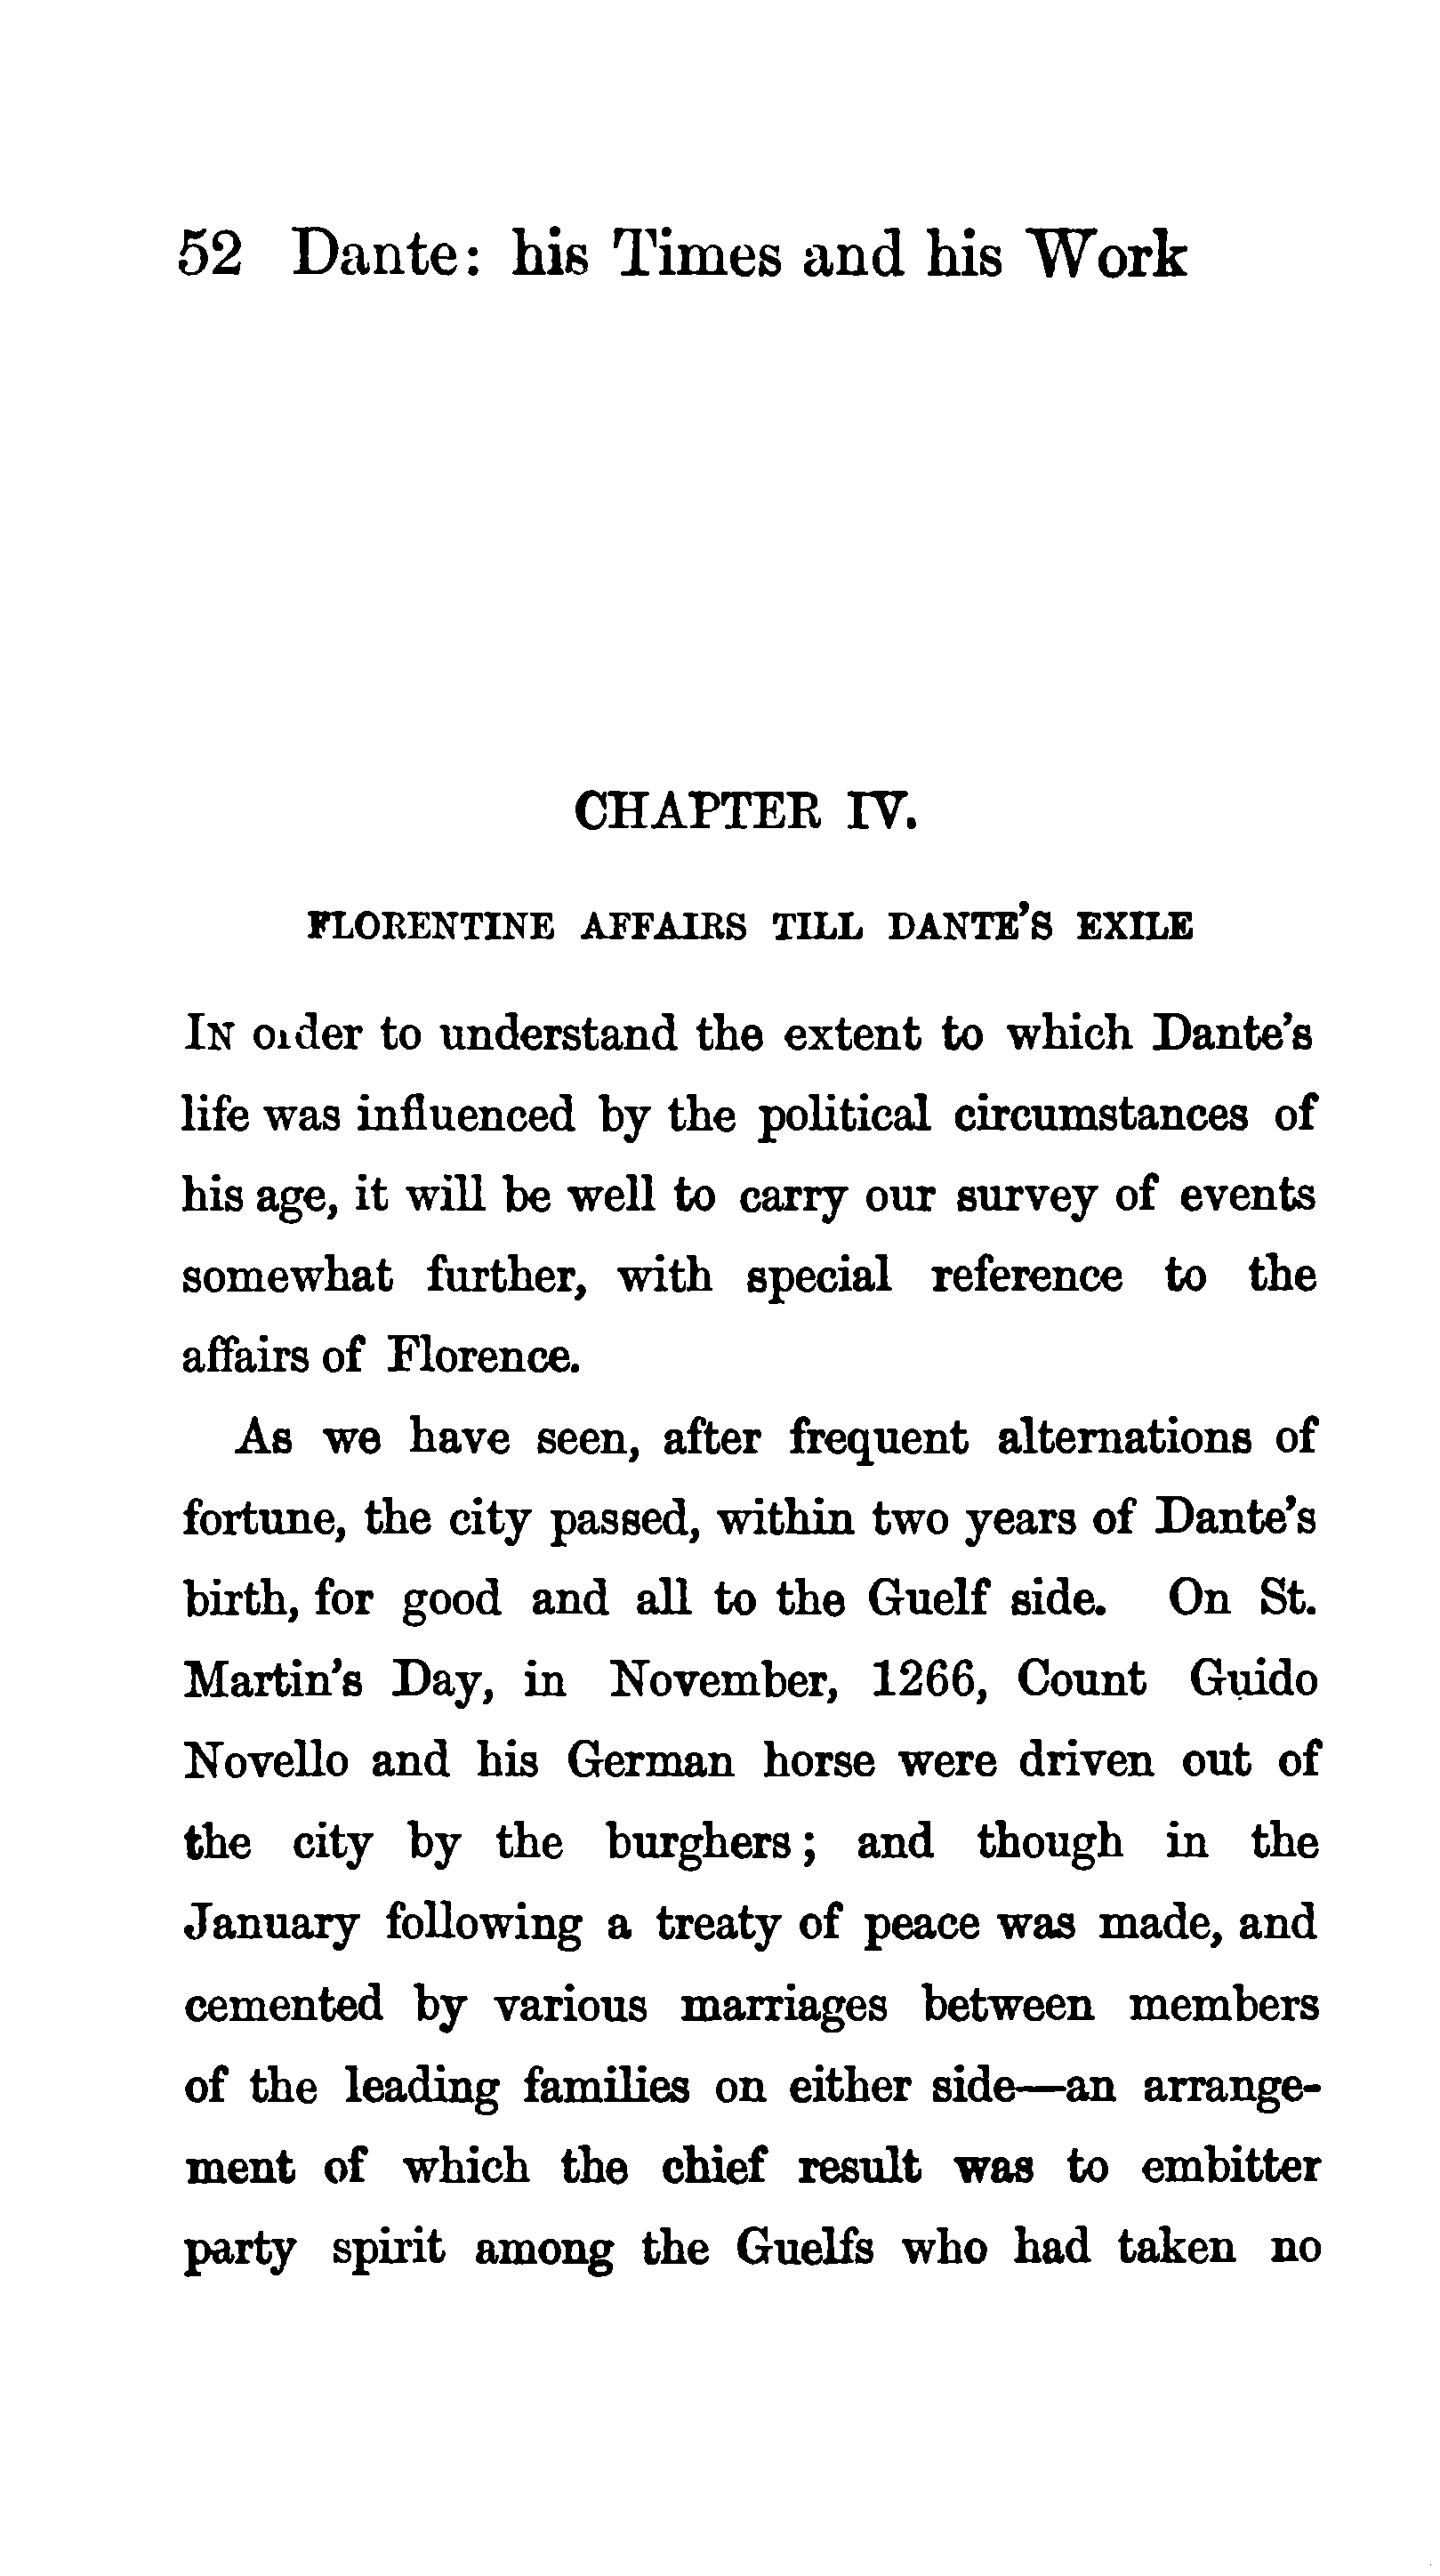 52 Dante: his Times and his Work
CHAPTER IV.
FLORENTINE AFFAIRS TILL DANTE'S EXILE
IN order to understand the extent to which Dante's
life was influenced by the political circumstances of
his age, it will be well to carry our survey of events
somewhat further, with special reference to the
affairs of Florence.
As we have seen, after frequent alternations of
fortune, the city passed, within two years of Dante's
birth, for good and all to the Guelf side. On St.
Martin's Day, in November, 1266, Count Guido
Novello and his German horse were driven out of
the city by the burghers; and though in the
January following a treaty of peace was made, and
cemented by various marriages between members
of the leading families on either side—an arrange-
ment of which the chief result was to embitter
party spirit among the Guelfs who had taken no